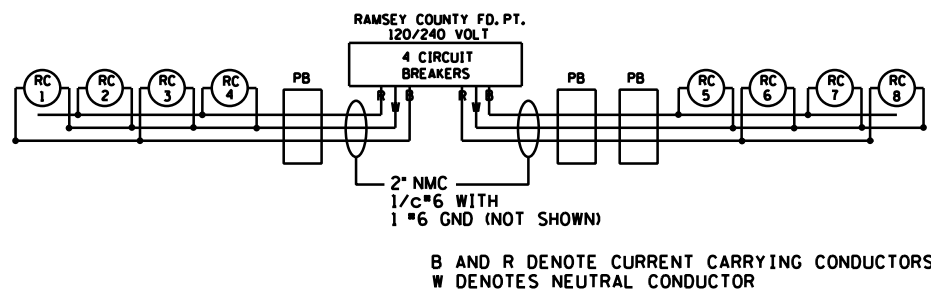 RAMSEY COUNTY FD. PT.
120/240 VOLT
4 CIRCUIT
BREAKERS
RC
1
RC
2
RC
3
RC
4
PB
R
W
B
R
W
B
PB
PB
RC
5
RC
6
RC
7
RC
8
2" NMC
1/c#6 WITH
1 #6 GND (NOT SHOWN)
B AND R DENOTE CURRENT CARRYING CONDUCTORS
W DENOTES NEUTRAL CONDUCTOR